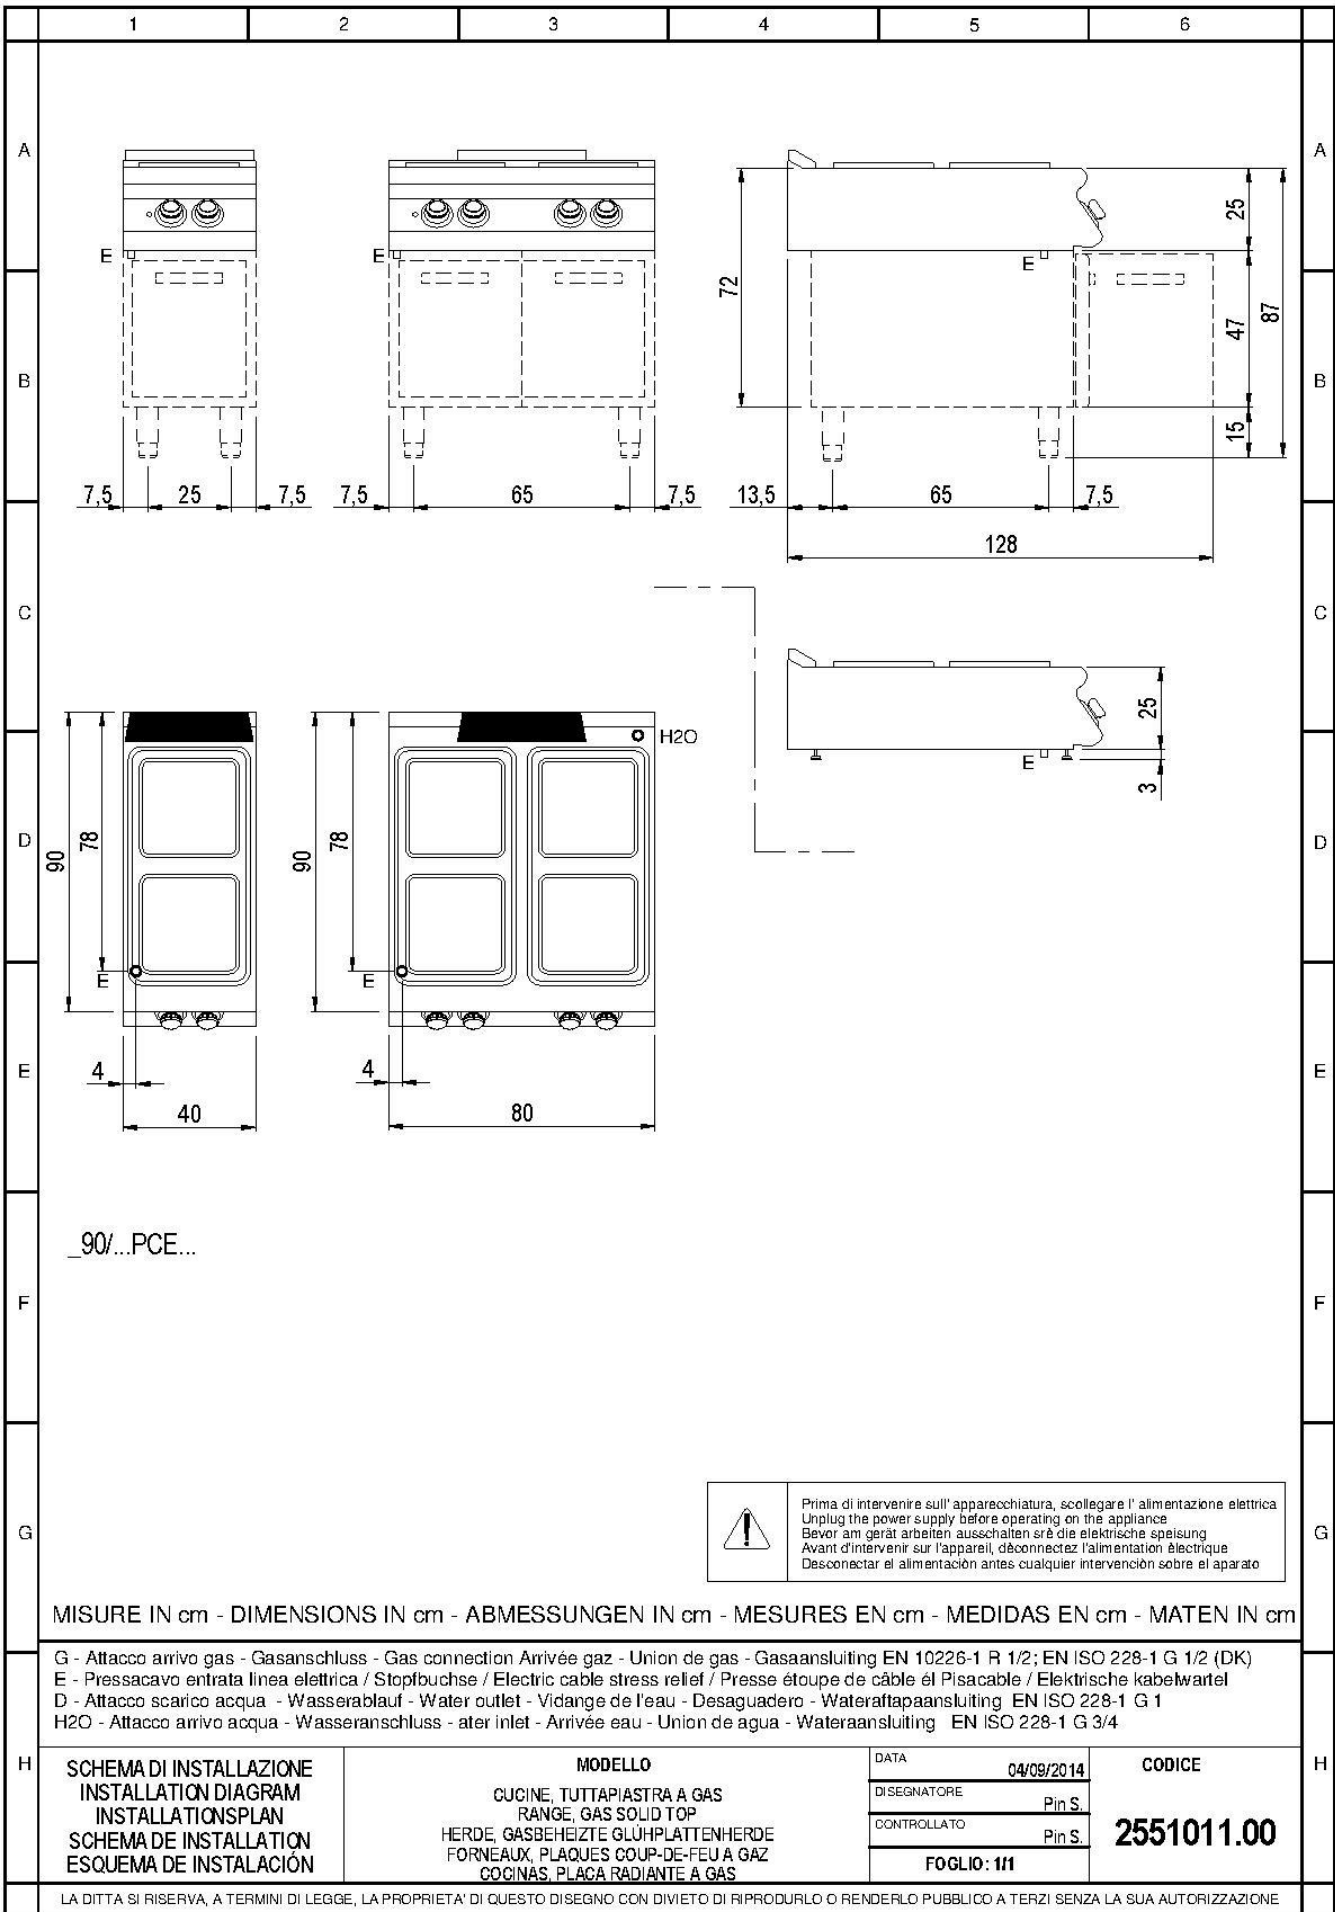 1 2 3 4 5 6
A A
25
E E E
72 47 87
B B
15
7,5 25 7,5 7,5 65 7,5 13,5 65 7,5
128
C C
25
H2O
E
3
D D
90 78 90 78
E E
4 4
E E
40 80
_90/...PCE...
F F
G G
Prima di intervenire sull' apparecchiatura, scollegare l' alimentazione elettrica
Unplug the power supply before operating on the appliance
Bevor am gerät arbeiten ausschalten srè die elektrische speisung
Avant d'intervenir sur l'appareil, dèconnectez l'alimentation èlectrique
Desconectar el alimentaciòn antes cualquier intervenciòn sobre el aparato
MISURE IN cm - DIMENSIONS IN cm - ABMESSUNGEN IN cm - MESURES EN cm - MEDIDAS EN cm - MATEN IN cm
G - Attacco arrivo gas - Gasanschluss - Gas connection Arrivée gaz - Union de gas - Gasaansluiting EN 10226-1 R 1/2; EN ISO 228-1 G 1/2 (DK)
E - Pressacavo entrata linea elettrica / Stopfbuchse / Electric cable stress relief / Presse étoupe de câble él Pisacable / Elektrische kabelwartel
D - Attacco scarico acqua - Wasserablauf - Water outlet - Vidange de l'eau - Desaguadero - Wateraftapaansluiting EN ISO 228-1 G 1
H2O - Attacco arrivo acqua - Wasseranschluss - ater inlet - Arrivée eau - Union de agua - Wateraansluiting EN ISO 228-1 G 3/4
H H
SCHEMA DI INSTALLAZIONE
INSTALLATION DIAGRAM
INSTALLATIONSPLAN
SCHEMA DE INSTALLATION
ESQUEMA DE INSTALACIÓN
MODELLO
CUCINE, TUTTAPIASTRA A GAS
RANGE, GAS SOLID TOP
HERDE, GASBEHEIZTE GLÜHPLATTENHERDE
FORNEAUX, PLAQUES COUP-DE-FEU A GAZ
COCINAS, PLACA RADIANTE A GAS
DATA 04/09/2014
DISEGNATORE Pin S.
CONTROLLATO Pin S.
FOGLIO: 1/1
CODICE
2551011.00
LA DITTA SI RISERVA, A TERMINI DI LEGGE, LA PROPRIETA' DI QUESTO DISEGNO CON DIVIETO DI RIPRODURLO O RENDERLO PUBBLICO A TERZI SENZA LA SUA AUTORIZZAZIONE